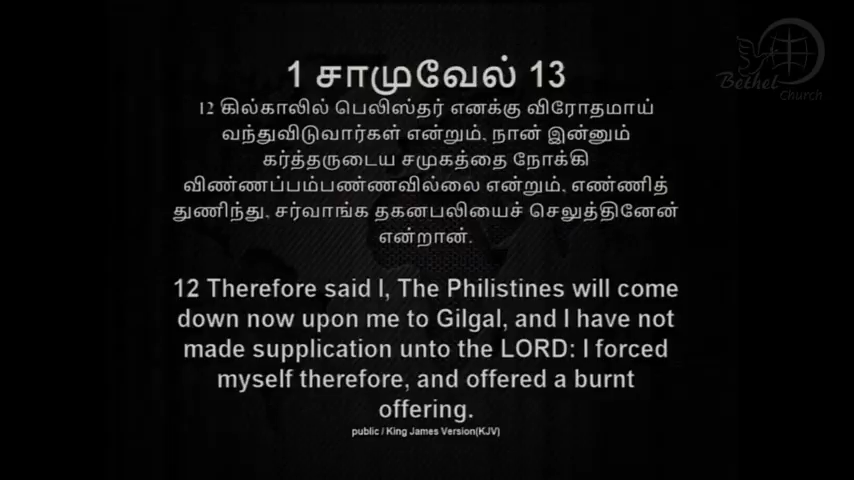 Bethel
Church
1 சாமுவேல் 13
12 கில்காலில் பெலிஸ்தர் எனக்கு விரோதமாய்
வந்துவிடுவார்கள் என்றும், நான் இன்னும்
கர்த்தருடைய சமுகத்தை நோக்கி
விண்ணப்பம்பண்ணவில்லை என்றும், எண்ணித்
துணிந்து, சர்வாங்க தகனபலியைச் செலுத்தினேன்
என்றான்.
12 Therefore said I, The Philistines will come
down now upon me to Gilgal, and I have not
made supplication unto the LORD: I forced
myself therefore, and offered a burnt
offering.
public / King James Version(KJV)